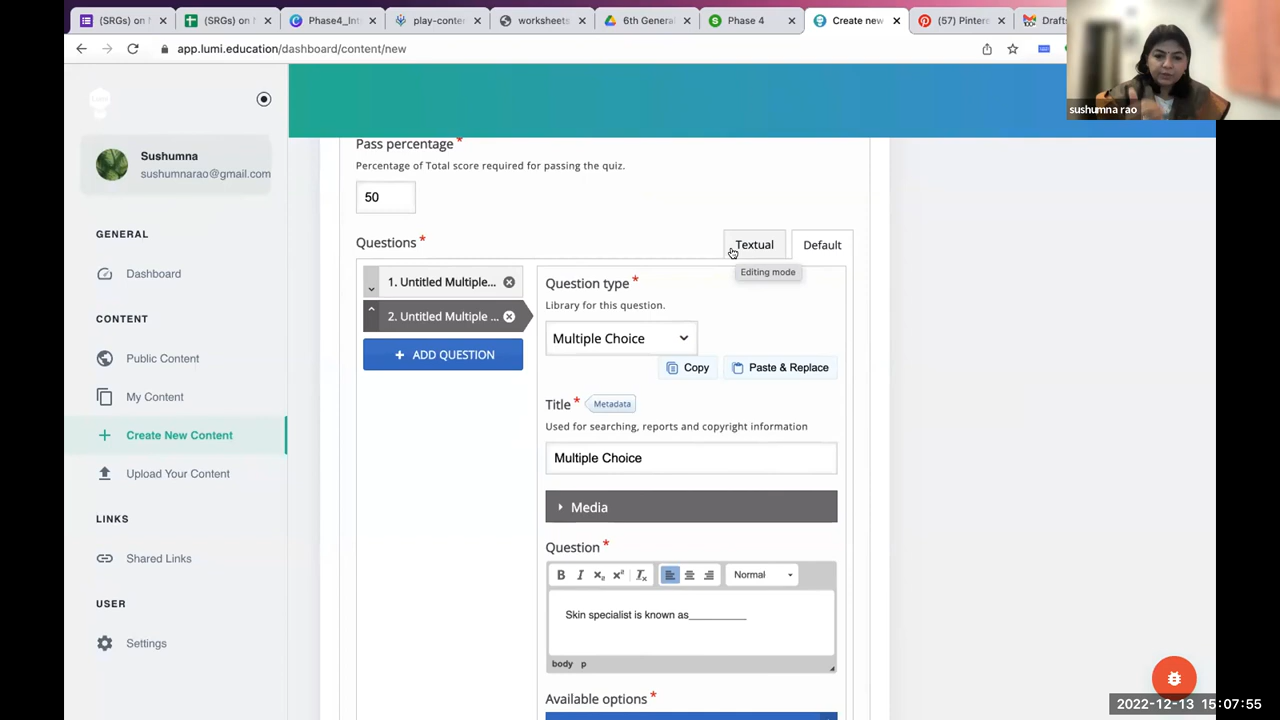 (SRGs) on M
(SRGs) on M
Phase4_Int
play-conte
worksheets
6th Genera
Phase 4
Create new
(57) Pinter
Drafts
app.lumi.education/dashboard/content/new
sushumna rao
Sushumna
sushumnarao@gmail.com
GENERAL
Dashboard
CONTENT
Public Content
My Content
Create New Content
Upload Your Content
LINKS
Shared Links
USER
Settings
Pass percentage *
Percentage of Total score required for passing the quiz.
50
Questions *
Textual
Default
Editing mode
1. Untitled Multiple...
2. Untitled Multiple ...
+ ADD QUESTION
Question type *
Library for this question.
Multiple Choice
Copy
Paste & Replace
Title * Metadata
Used for searching, reports and copyright information
Multiple Choice
Media
Question *
B I x₂ x² Tx Normal
Skin specialist is known as__________
body p
Available options *
2022-12-13 15:07:55